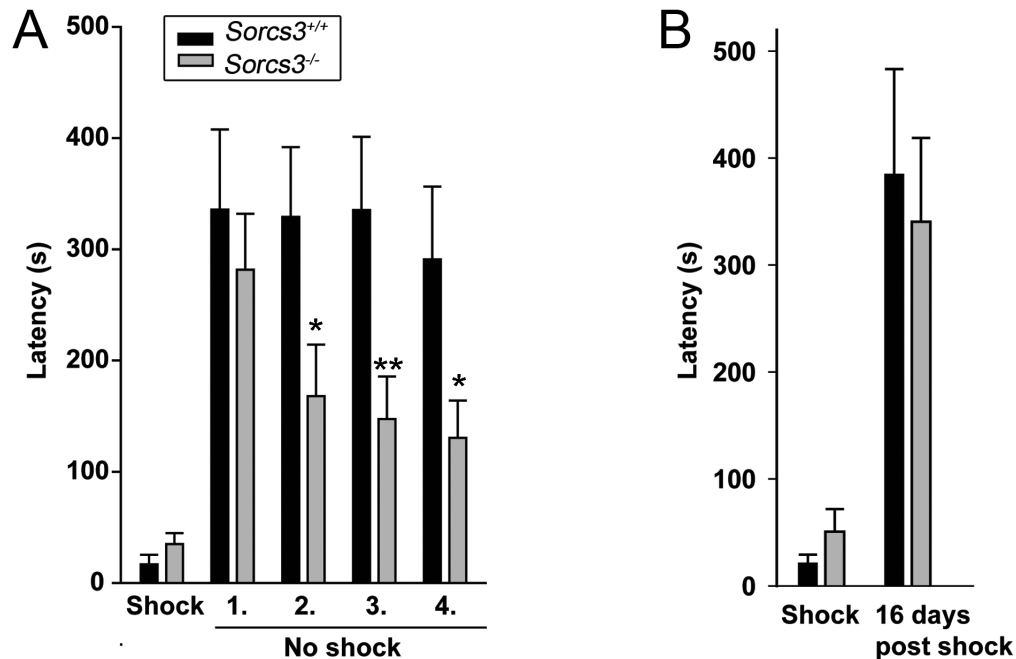 A
Sorcs3+/+
Sorcs3-/-
Latency (s)
500
400
300
200
100
0
*
**
*
Shock 1. 2. 3. 4.
No shock
B
Latency (s)
500
400
300
200
100
0
Shock 16 days
post shock